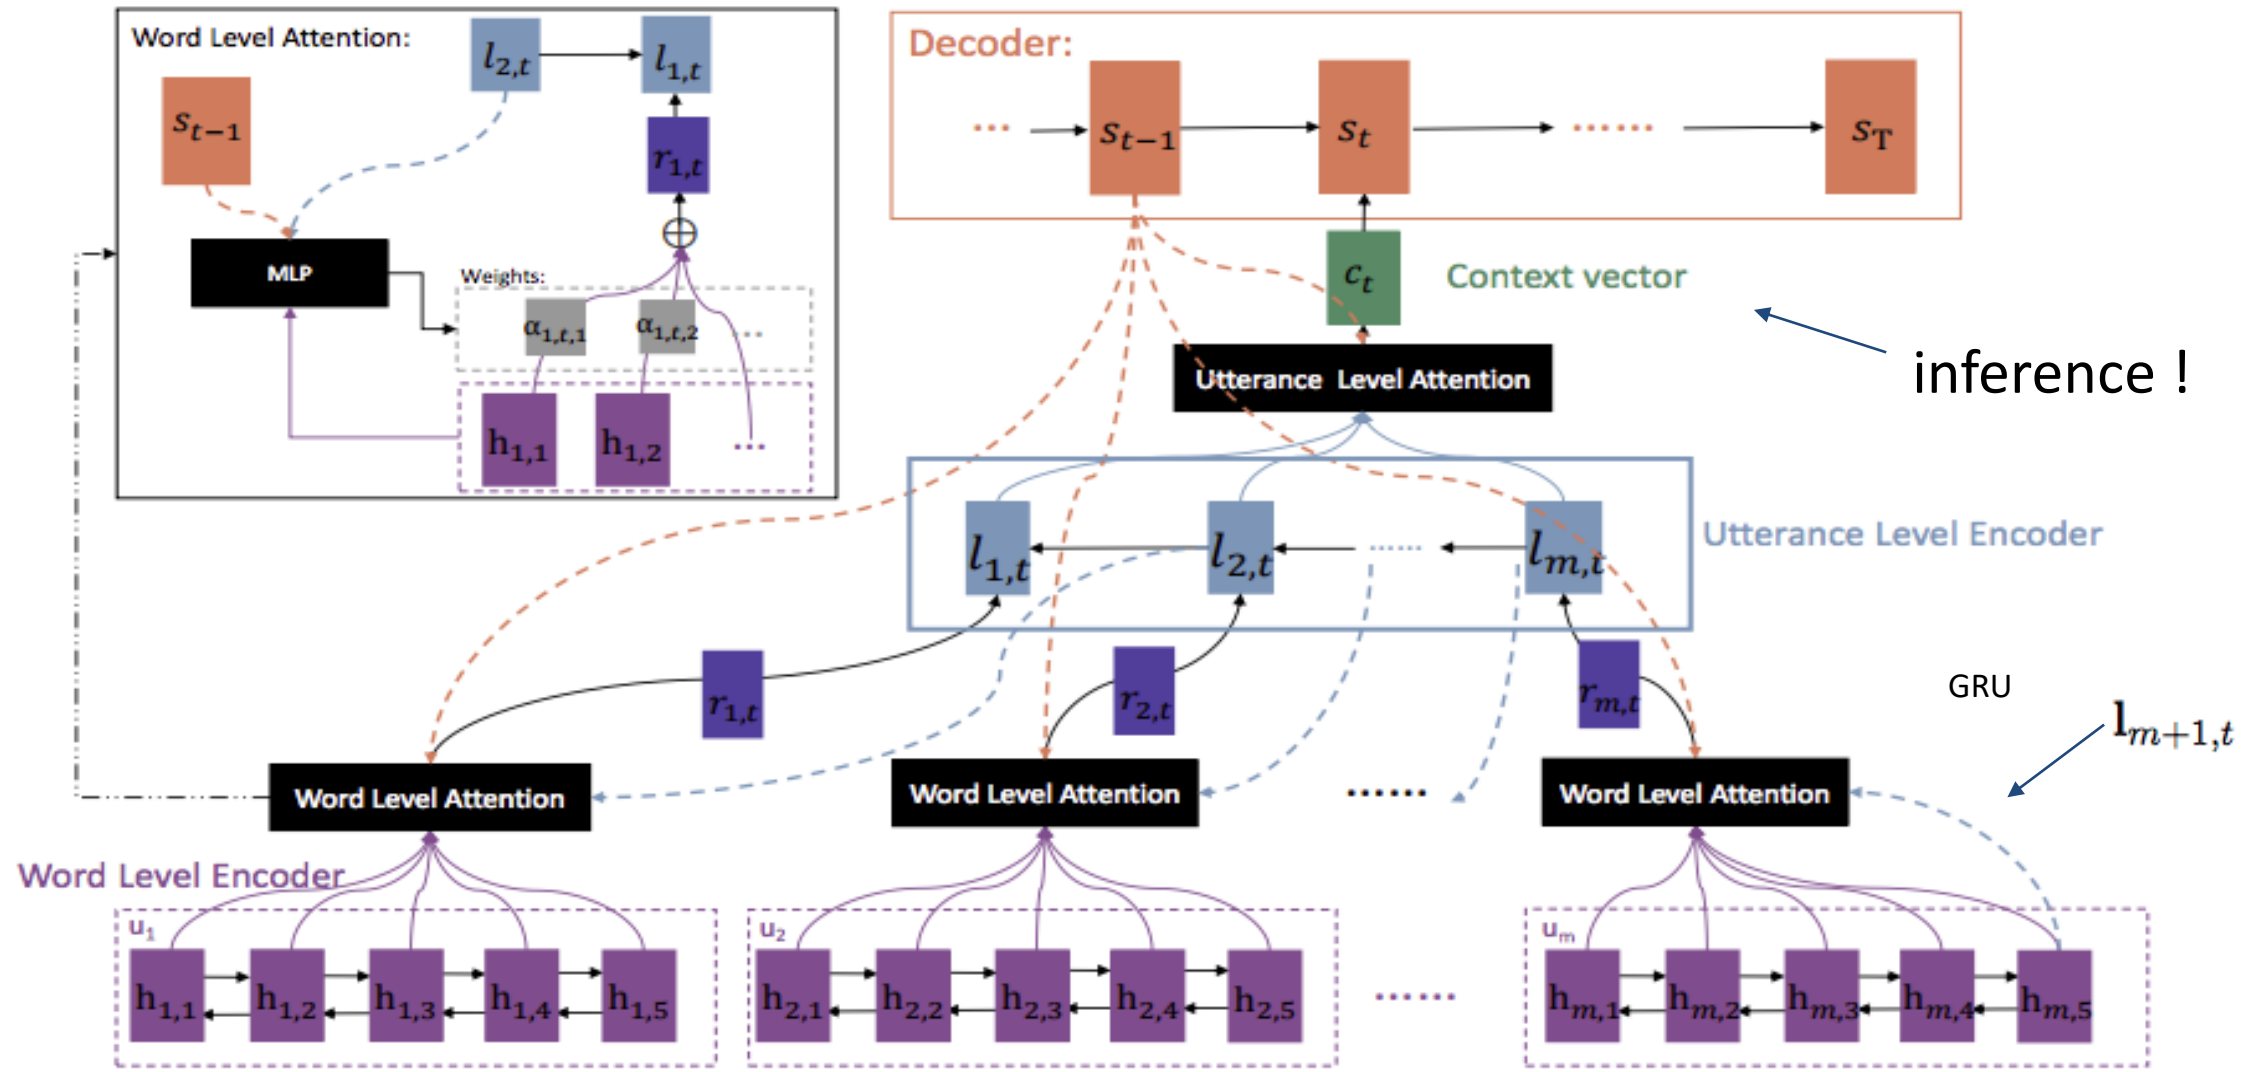 Word Level Attention:
l2,t
l1,t
st−1
r1,t
MLP
Weights:
α1,t,1
α1,t,2
...
h1,1
h1,2
...
Decoder:
...
st−1
st
......
sT
ct
Context vector
inference !
Utterance Level Attention
l1,t
l2,t
......
lm,t
Utterance Level Encoder
r1,t
r2,t
rm,t
GRU
lm+1,t
Word Level Attention
Word Level Attention
......
Word Level Attention
Word Level Encoder
u1
h1,1
h1,2
h1,3
h1,4
h1,5
u2
h2,1
h2,2
h2,3
h2,4
h2,5
......
um
hm,1
hm,2
hm,3
hm,4
hm,5